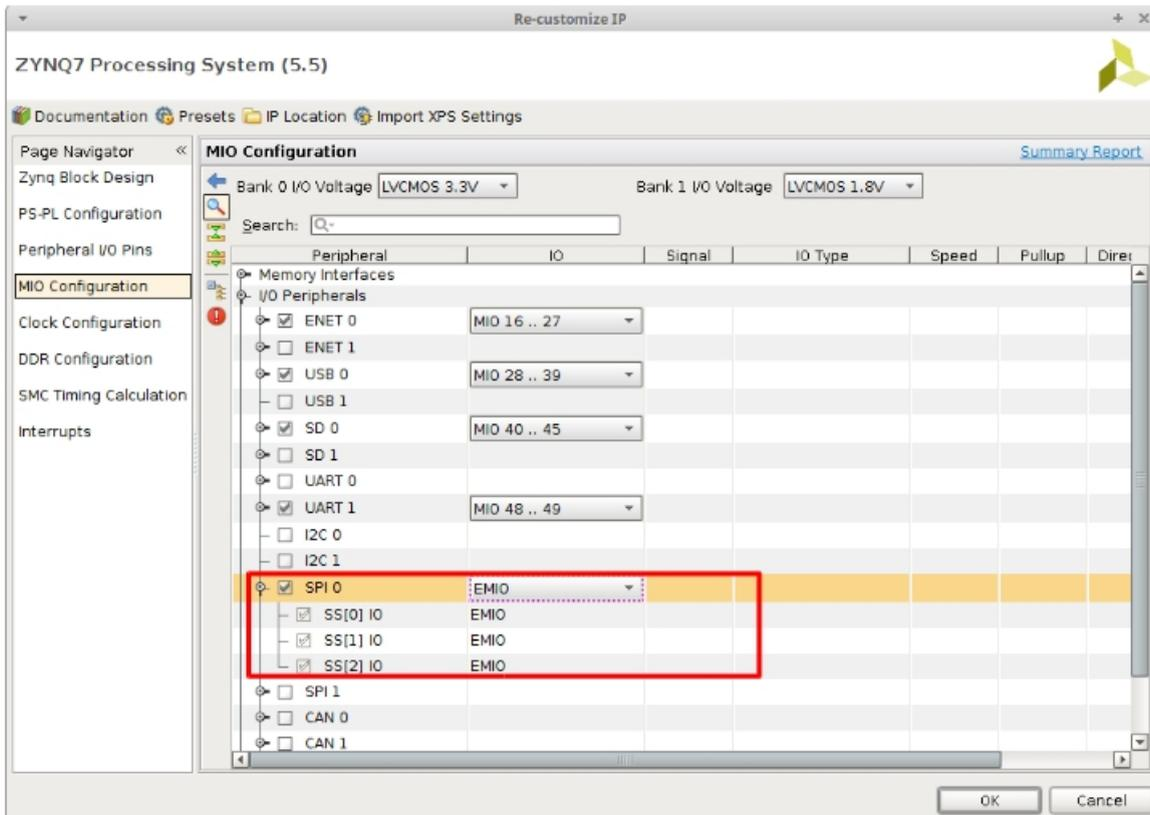 Re-customize IP
ZYNQ7 Processing System (5.5)
Documentation Presets IP Location Import XPS Settings
Page Navigator «
Zynq Block Design
PS-PL Configuration
Peripheral I/O Pins
MIO Configuration
Clock Configuration
DDR Configuration
SMC Timing Calculation
Interrupts
MIO Configuration Summary Report
Bank 0 I/O Voltage LVCMOS 3.3V Bank 1 I/O Voltage LVCMOS 1.8V
Search:
Peripheral IO Signal IO Type Speed Pullup Direc
Memory Interfaces
I/O Peripherals
ENET 0 MIO 16 .. 27
ENET 1
USB 0 MIO 28 .. 39
USB 1
SD 0 MIO 40 .. 45
SD 1
UART 0
UART 1 MIO 48 .. 49
I2C 0
I2C 1
SPI 0 EMIO
SS[0] IO EMIO
SS[1] IO EMIO
SS[2] IO EMIO
SPI 1
CAN 0
CAN 1
OK Cancel